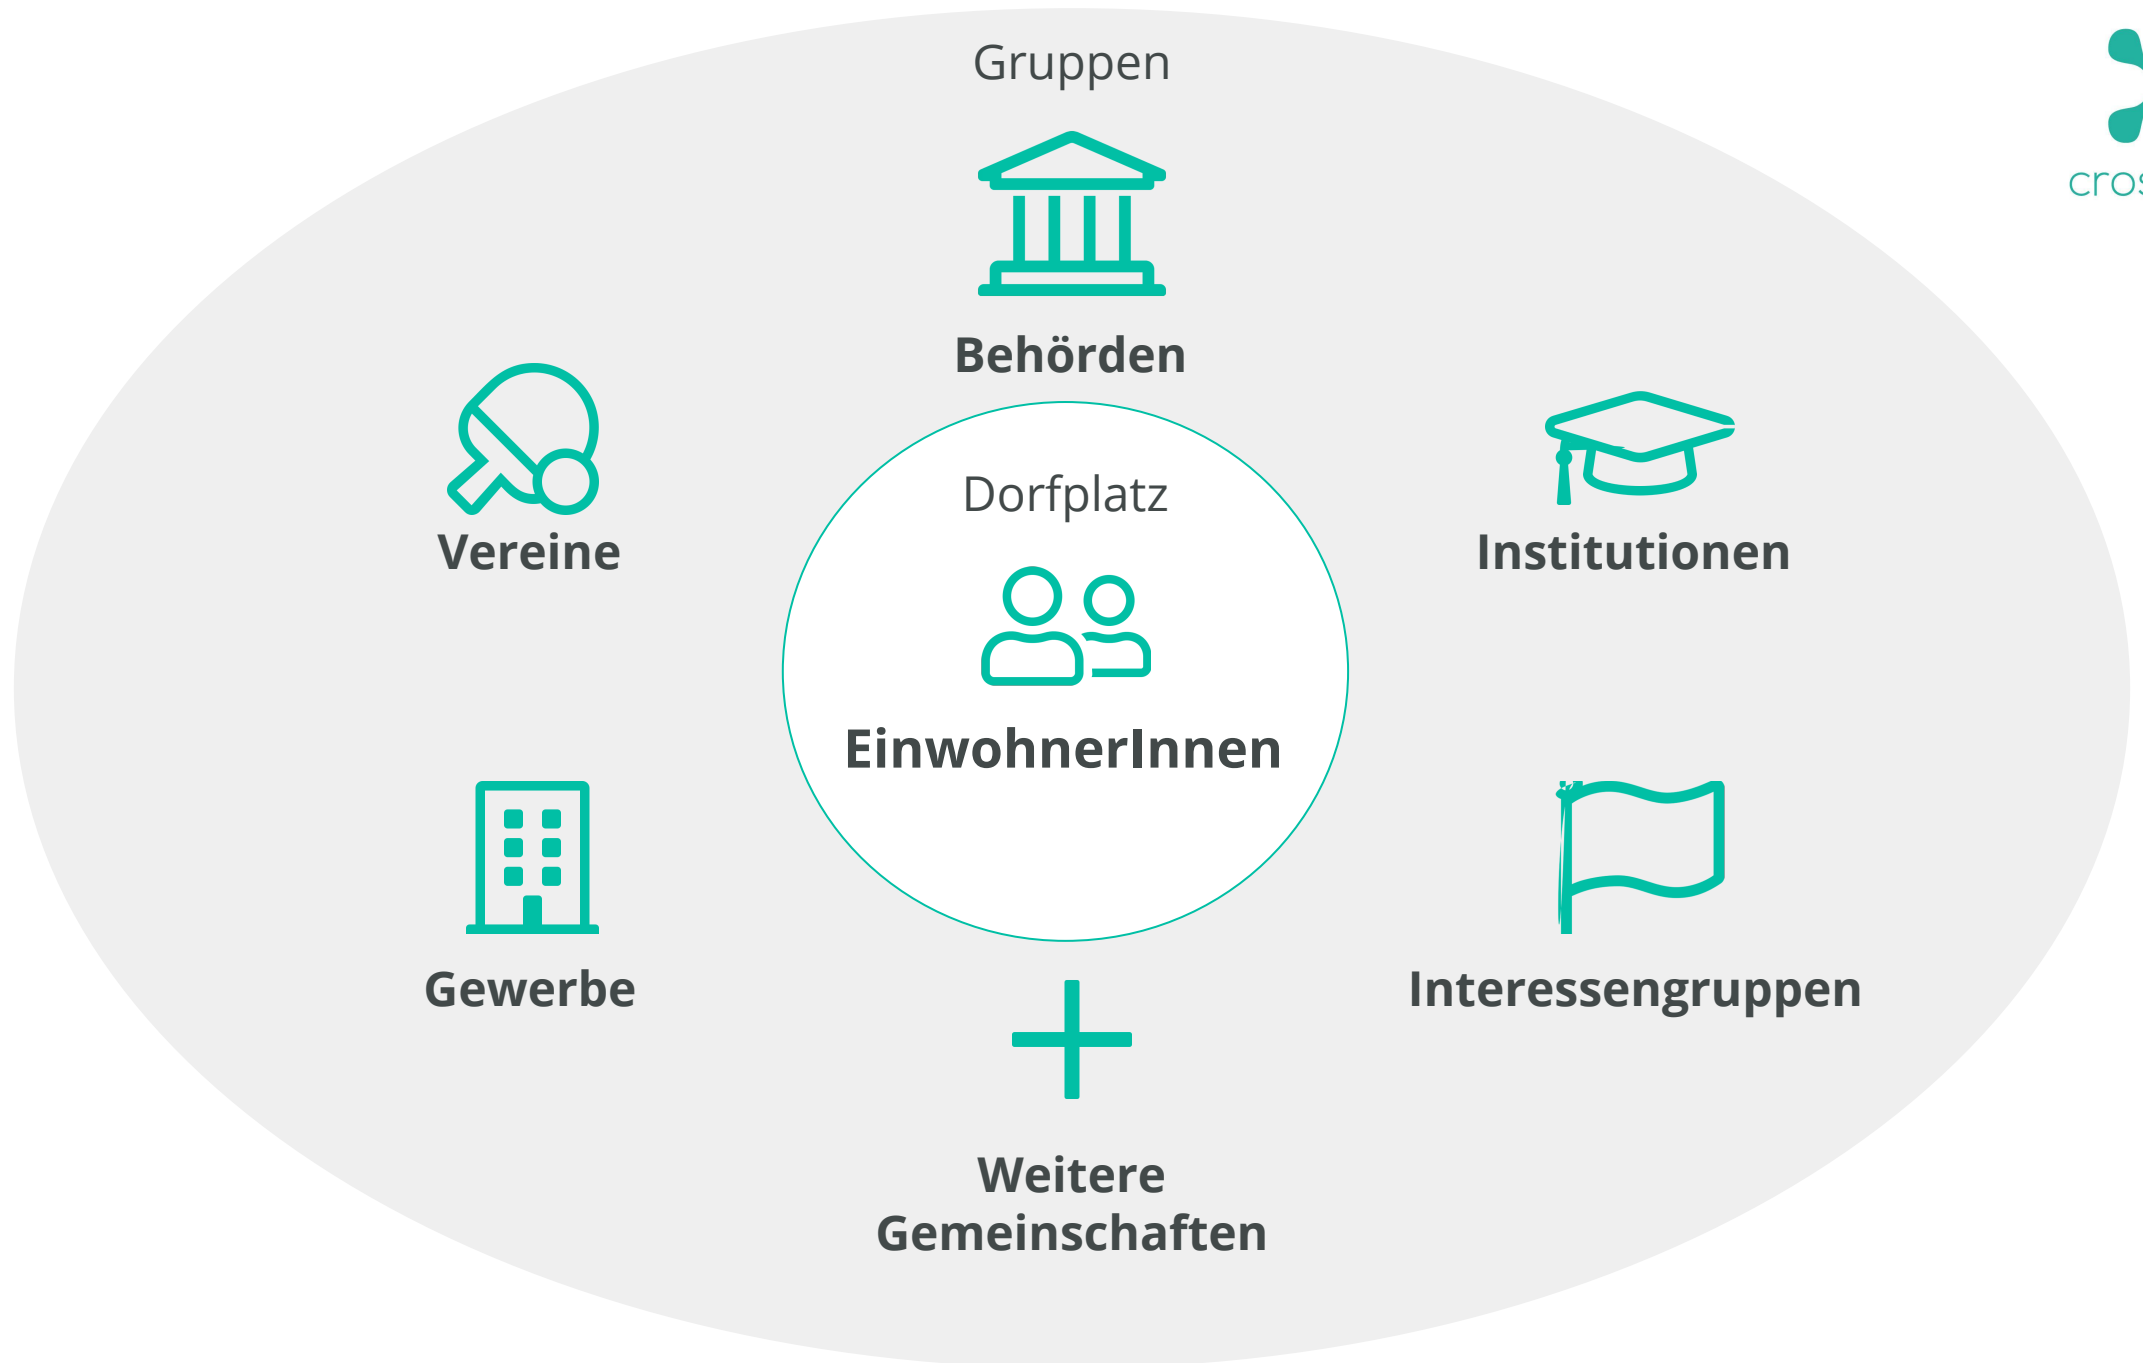 Gruppen
Behörden
Vereine
Institutionen
Dorfplatz
EinwohnerInnen
Gewerbe
Interessengruppen
Weitere
Gemeinschaften